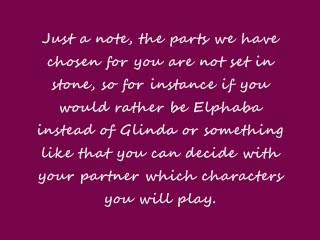 Just a note, the parts we have
chosen for you are not set in
stone, so for instance if you
would rather be Elphaba
instead of Glinda or something
like that you can decide with
your partner which characters
you will play.